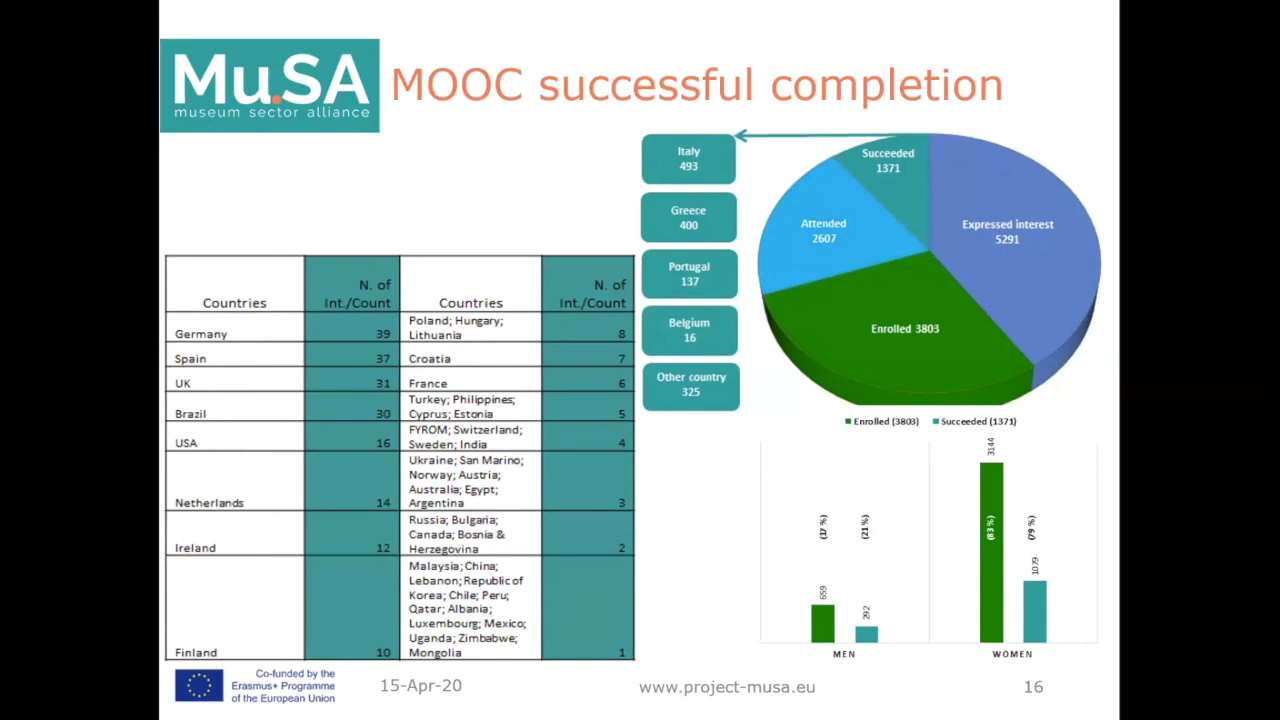 Mu.SA
museum sector alliance
MOOC successful completion
Italy
493
Greece
400
Portugal
137
Belgium
16
Other country
325
Succeeded
1371
Attended
2607
Expressed interest
5291
Enrolled 3803
Countries
N. of
Int./Count
Countries
N. of
Int./Count
Germany
39
Poland; Hungary;
Lithuania
8
Spain
37
Croatia
7
UK
31
France
6
Brazil
30
Turkey; Philippines;
Cyprus; Estonia
5
USA
16
FYROM; Switzerland;
Sweden; India
4
Netherlands
14
Ukraine; San Marino;
Norway; Austria;
Australia; Egypt;
Argentina
3
Ireland
12
Russia; Bulgaria;
Canada; Bosnia &
Herzegovina
2
Finland
10
Malaysia; China;
Lebanon; Republic of
Korea; Chile; Peru;
Qatar; Albania;
Luxembourg; Mexico;
Uganda; Zimbabwe;
Mongolia
1
Enrolled (3803) Succeeded (1371)
659
(17 %)
292
(21 %)
3144
(83 %)
1079
(79 %)
MEN
WOMEN
Co-funded by the
Erasmus+ Programme
of the European Union
15-Apr-20
www.project-musa.eu
16